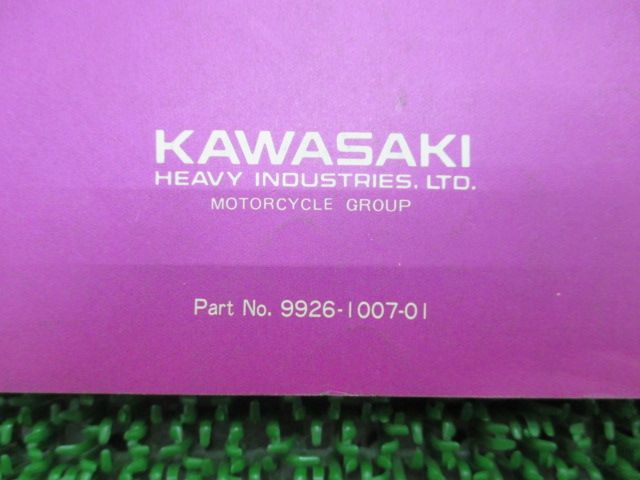 KAWASAKI
HEAVY INDUSTRIES, LTD.
MOTORCYCLE GROUP
Part No. 9926-1007-01